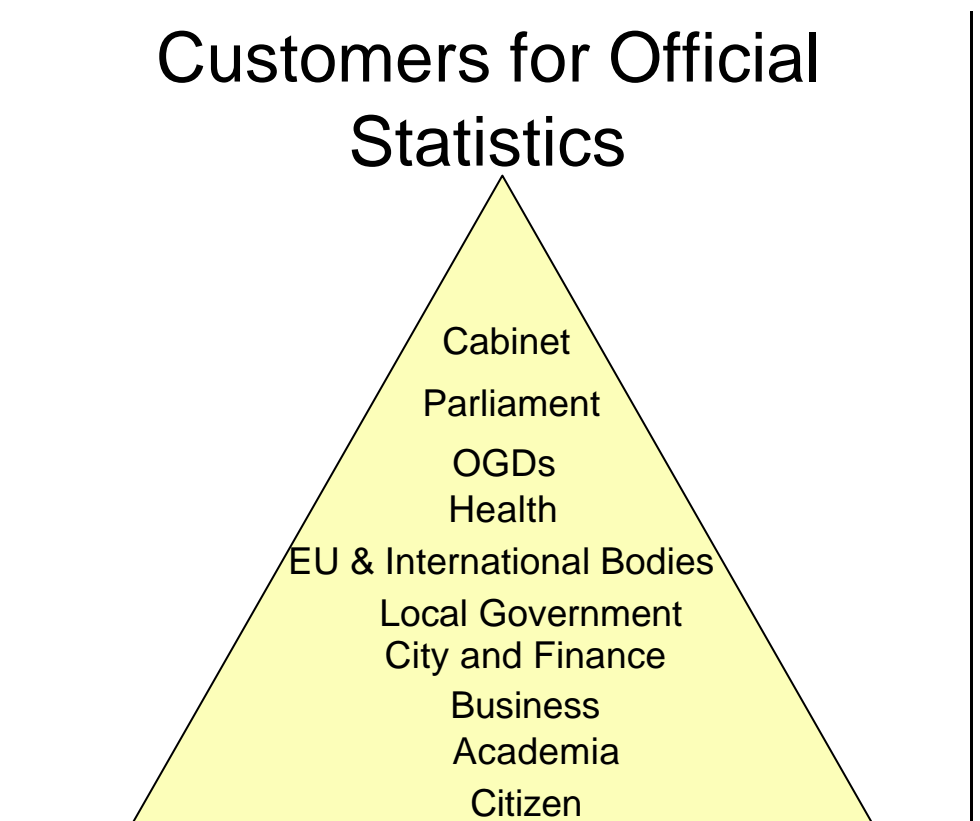 Customers for Official
Statistics
Cabinet
Parliament
OGDs
Health
EU & International Bodies
Local Government
City and Finance
Business
Academia
Citizen